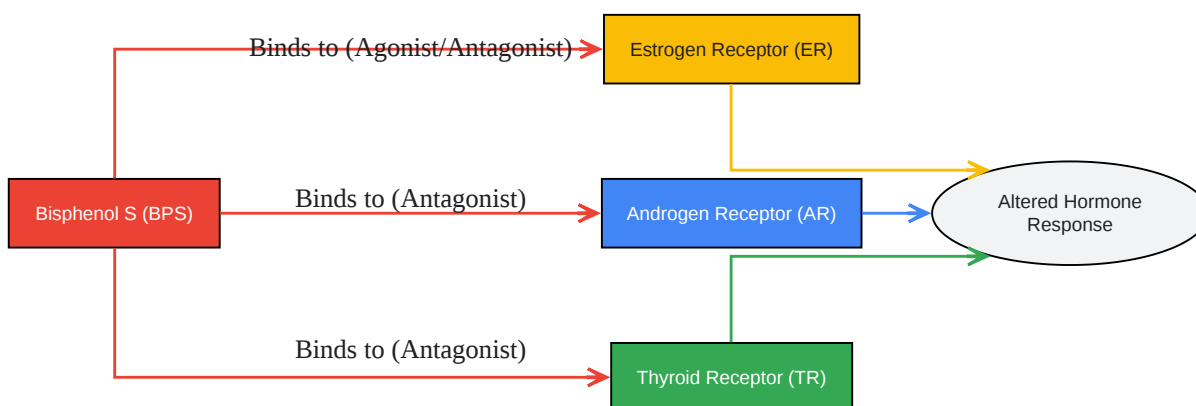 Binds to (Agonist/Antagonist)
Estrogen Receptor (ER)
Bisphenol S (BPS)
Binds to (Antagonist)
Androgen Receptor (AR)
Altered Hormone
Response
Binds to (Antagonist)
Thyroid Receptor (TR)